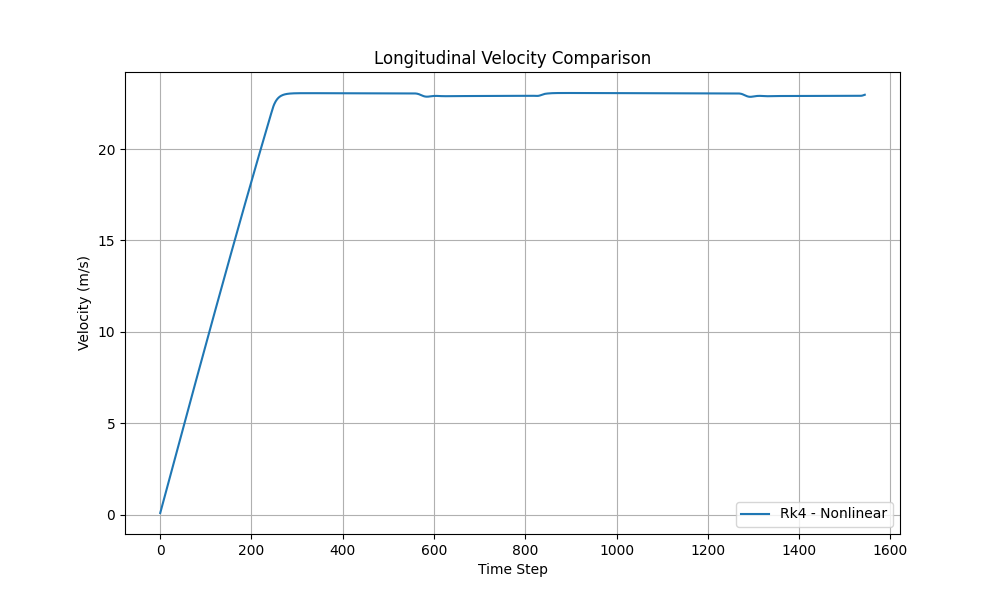 Longitudinal Velocity Comparison
Velocity (m/s)
20
15
10
5
0
Rk4 - Nonlinear
0 200 400 600 800 1000 1200 1400 1600
Time Step